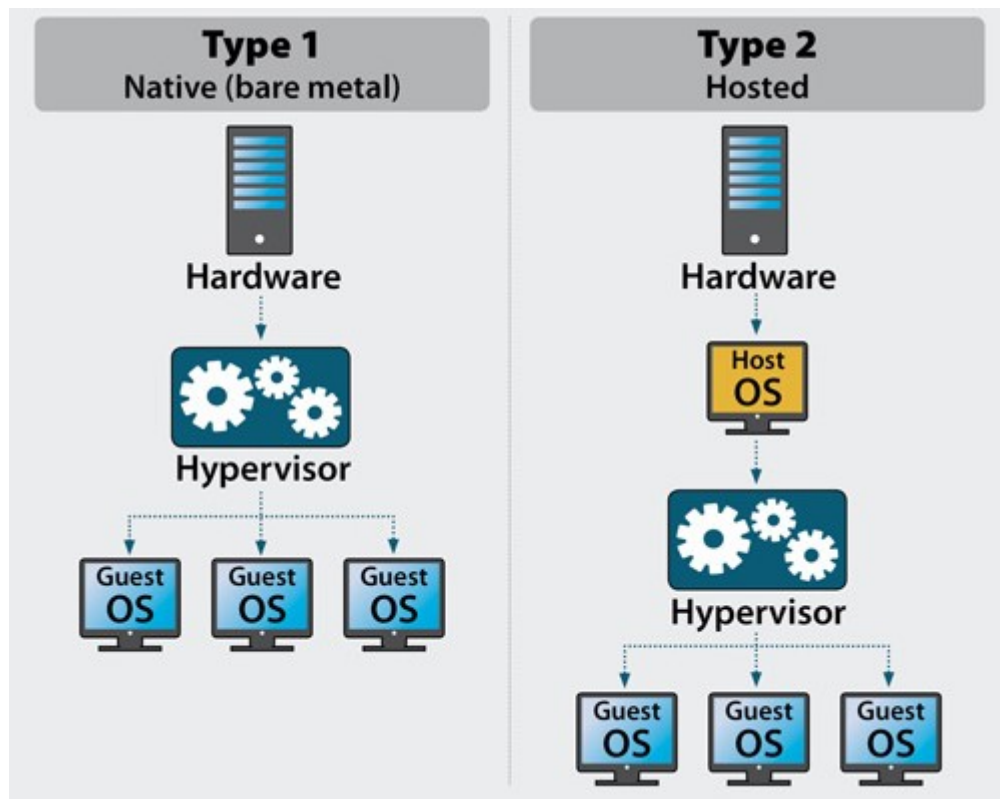 Type 1
Native (bare metal)
Hardware
Hypervisor
Guest
OS
Guest
OS
Guest
OS
Type 2
Hosted
Hardware
Host
OS
Hypervisor
Guest
OS
Guest
OS
Guest
OS